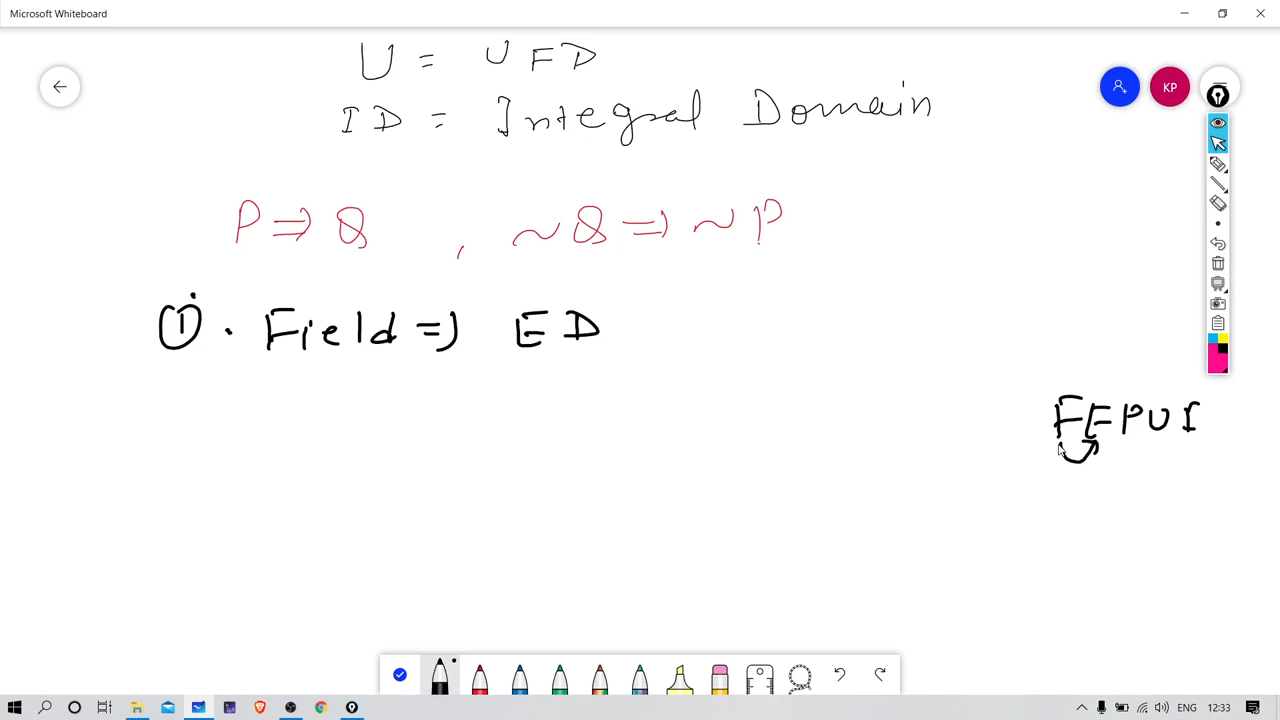 Microsoft Whiteboard
U = UFD
ID = Integral Domain
KP
P ⇒ Q , ~Q ⇒ ~P
① · Field ⇒ ED
FEPUI
ENG 12:33